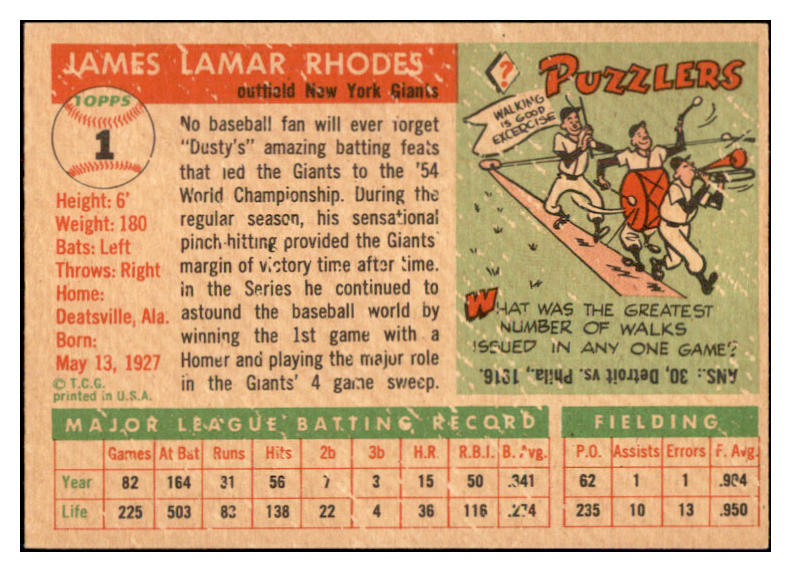 JAMES LAMAR RHODES
outfield New York Giants
TOPPS
1
Height: 6'
Weight: 180
Bats: Left
Throws: Right
Home:
Deatsville, Ala.
Born:
May 13, 1927
© T.C.G.
printed in U.S.A.
No baseball fan will ever forget
"Dusty's" amazing batting feats
that led the Giants to the '54
World Championship. During the
regular season, his sensational
pinch-hitting provided the Giants'
margin of victory time after time.
In the Series he continued to
astound the baseball world by
winning the 1st game with a
Homer and playing the major role
in the Giants' 4 game sweep.
?
PUZZLERS
WALKING
IS GOOD
EXCERCISE
WHAT WAS THE GREATEST
NUMBER OF WALKS
ISSUED IN ANY ONE GAME?
ANS.: 30, Detroit vs. Phila., 1916.
MAJOR LEAGUE BATTING RECORD
Games At Bat Runs Hits 2b 3b H.R. R.B.I. B. Avg.
Year 82 164 31 56 7 3 15 50 .341
Life 225 503 83 138 22 4 36 116 .274
FIELDING
P.O. Assists Errors F. Avg.
62 1 1 .984
235 10 13 .950